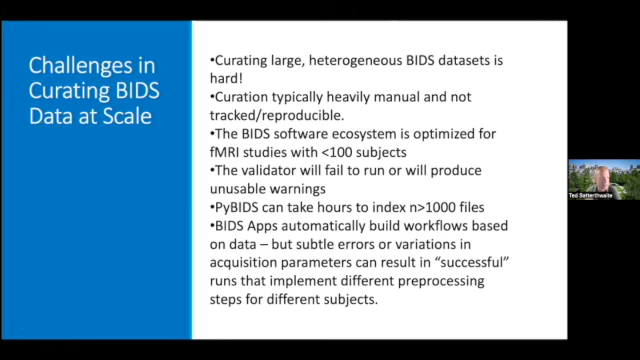 Challenges in
Curating BIDS
Data at Scale
•Curating large, heterogeneous BIDS datasets is
hard!
•Curation typically heavily manual and not
tracked/reproducible.
•The BIDS software ecosystem is optimized for
fMRI studies with <100 subjects
•The validator will fail to run or will produce
unusable warnings
•PyBIDS can take hours to index n>1000 files
•BIDS Apps automatically build workflows based
on data – but subtle errors or variations in
acquisition parameters can result in “successful”
runs that implement different preprocessing
steps for different subjects.
Ted Satterthwaite